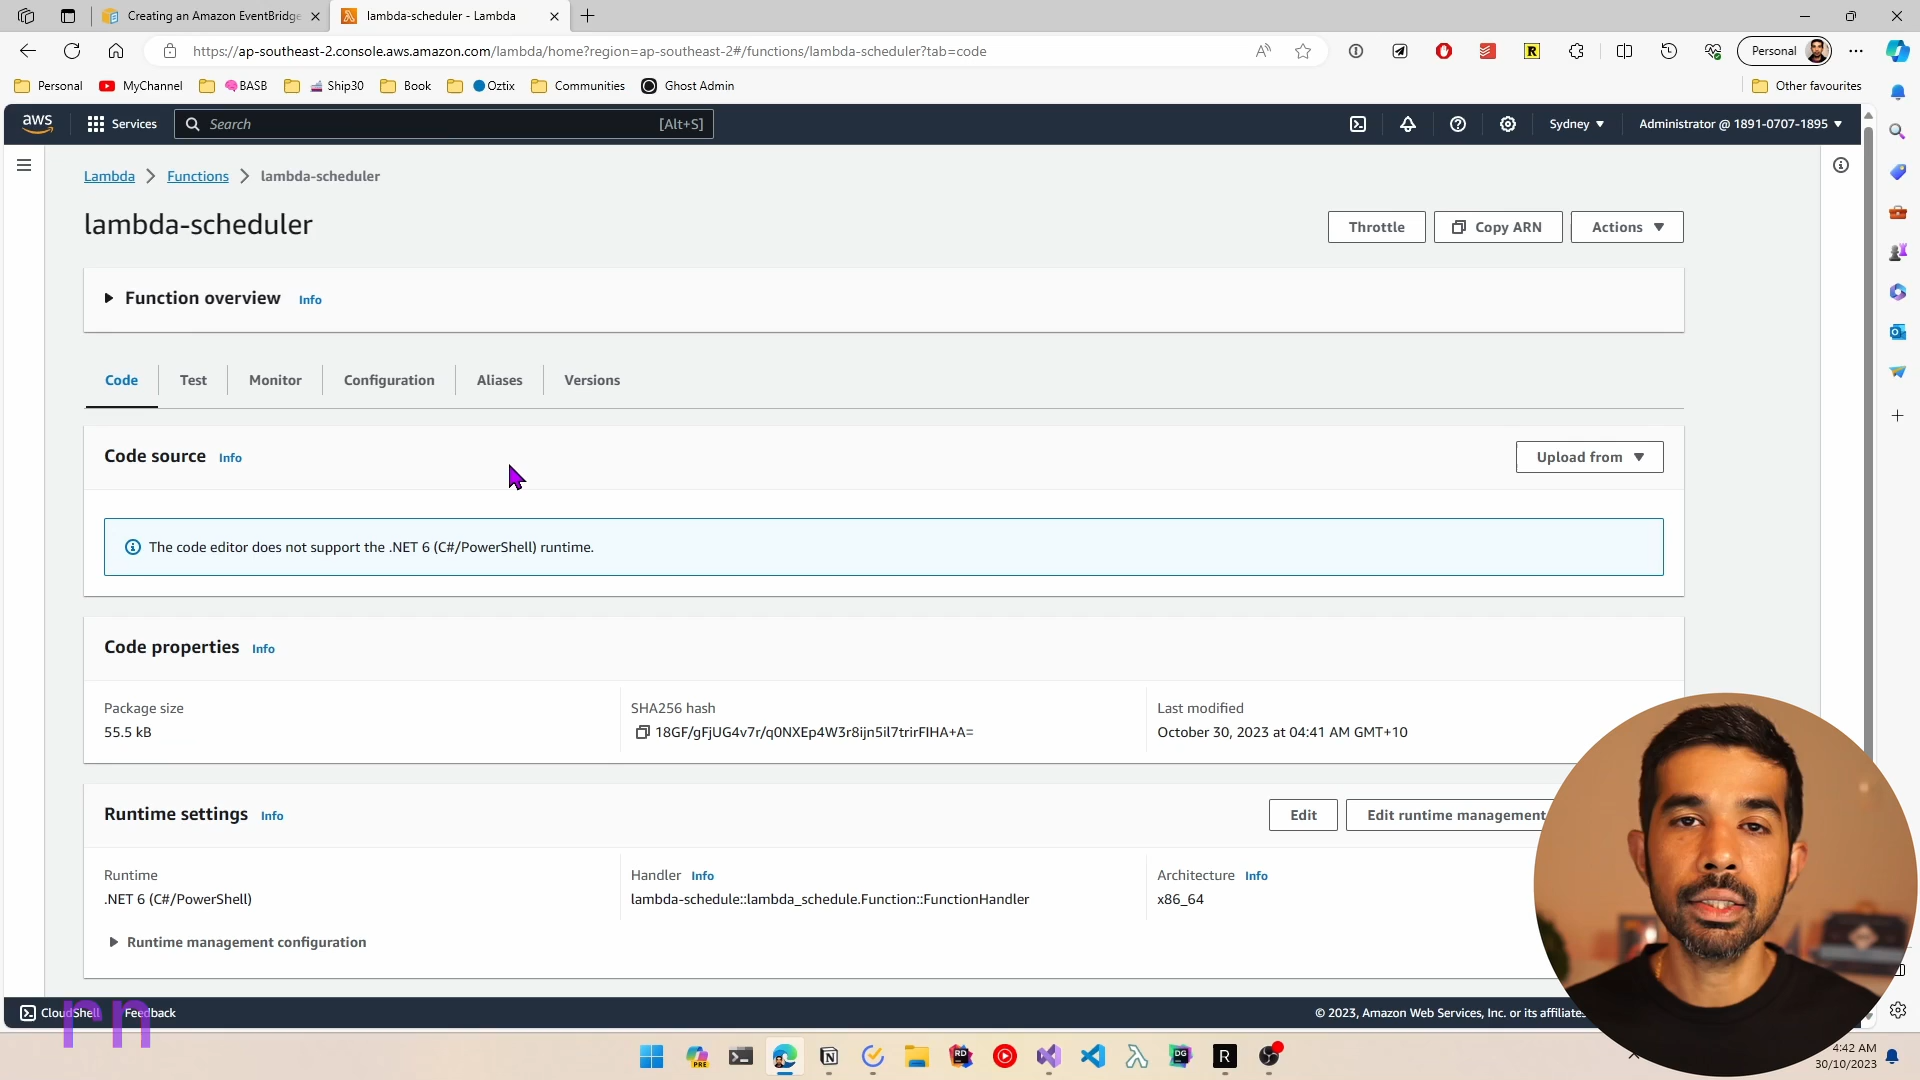 Creating an Amazon EventBridge
lambda-scheduler - Lambda
https://ap-southeast-2.console.aws.amazon.com/lambda/home?region=ap-southeast-2#/functions/lambda-scheduler?tab=code
Personal
Personal
MyChannel
BASB
Ship30
Book
Oztix
Communities
Ghost Admin
Other favourites
aws
Services
Search
[Alt+S]
Sydney
Administrator @ 1891-0707-1895
Lambda
Functions
lambda-scheduler
lambda-scheduler
Throttle
Copy ARN
Actions
Function overview Info
Code
Test
Monitor
Configuration
Aliases
Versions
Code source Info
Upload from
The code editor does not support the .NET 6 (C#/PowerShell) runtime.
Code properties Info
Package size
55.5 kB
SHA256 hash
18GF/gFjUG4v7r/q0NXEp4W3r8ijn5il7trirFIHA+A=
Last modified
October 30, 2023 at 04:41 AM GMT+10
Runtime settings Info
Edit
Edit runtime management
Runtime
.NET 6 (C#/PowerShell)
Handler Info
lambda-schedule::lambda_schedule.Function::FunctionHandler
Architecture Info
x86_64
Runtime management configuration
CloudShell
Feedback
© 2023, Amazon Web Services, Inc. or its affiliates.
rn
PRE
RD
DG
R
4:42 AM
30/10/2023